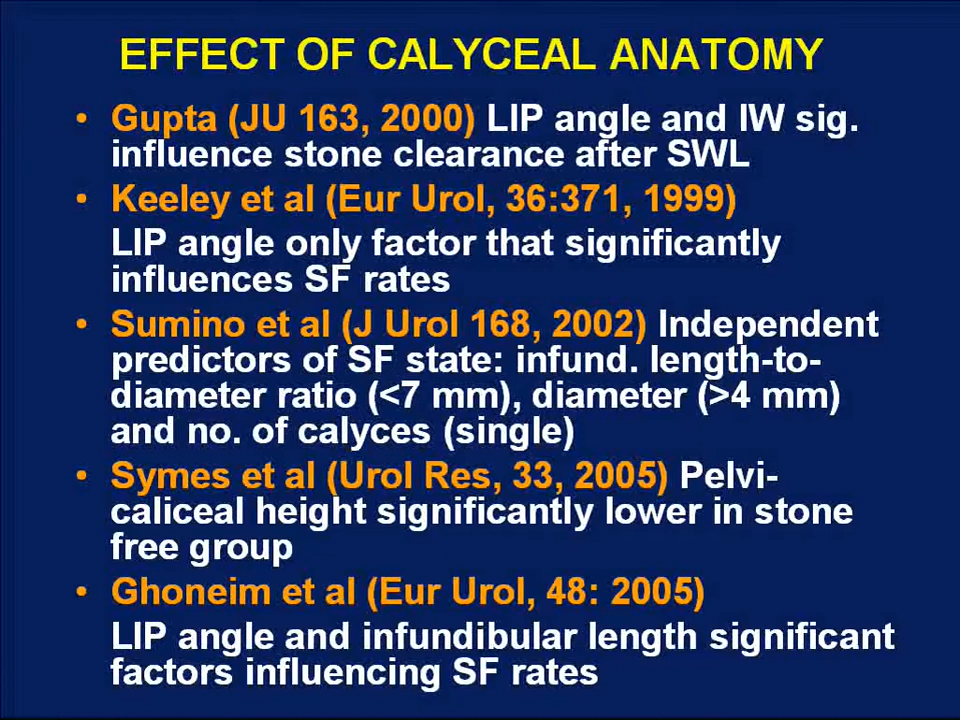 EFFECT OF CALYCEAL ANATOMY
• Gupta (JU 163, 2000) LIP angle and IW sig.
influence stone clearance after SWL
• Keeley et al (Eur Urol, 36:371, 1999)
LIP angle only factor that significantly
influences SF rates
• Sumino et al (J Urol 168, 2002) Independent
predictors of SF state: infund. length-to-
diameter ratio (<7 mm), diameter (>4 mm)
and no. of calyces (single)
• Symes et al (Urol Res, 33, 2005) Pelvi-
caliceal height significantly lower in stone
free group
• Ghoneim et al (Eur Urol, 48: 2005)
LIP angle and infundibular length significant
factors influencing SF rates